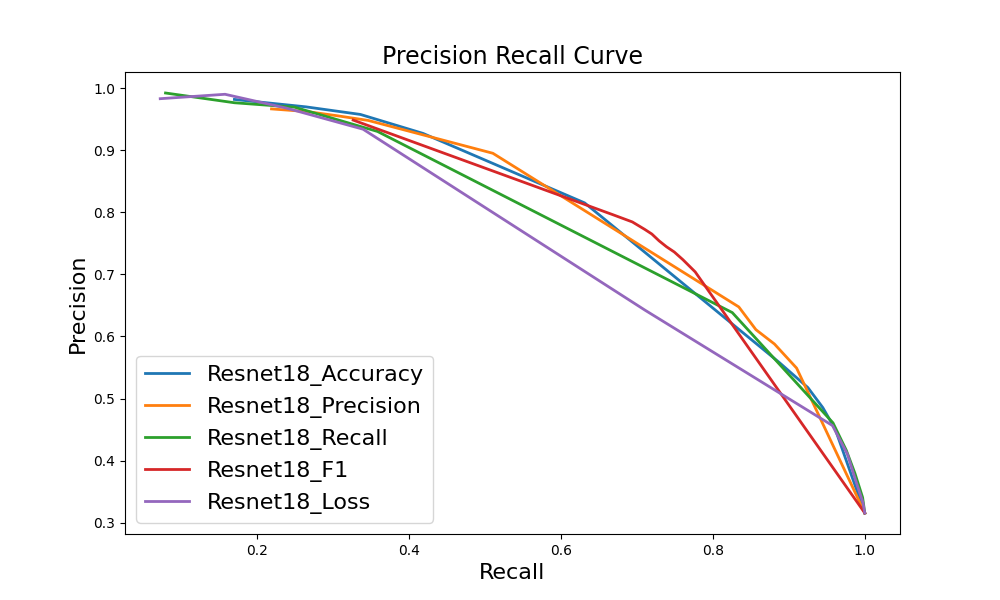 Precision Recall Curve
Precision
1.0
0.9
0.8
0.7
0.6
0.5
0.4
0.3
Resnet18_Accuracy
Resnet18_Precision
Resnet18_Recall
Resnet18_F1
Resnet18_Loss
0.2 0.4 0.6 0.8 1.0
Recall